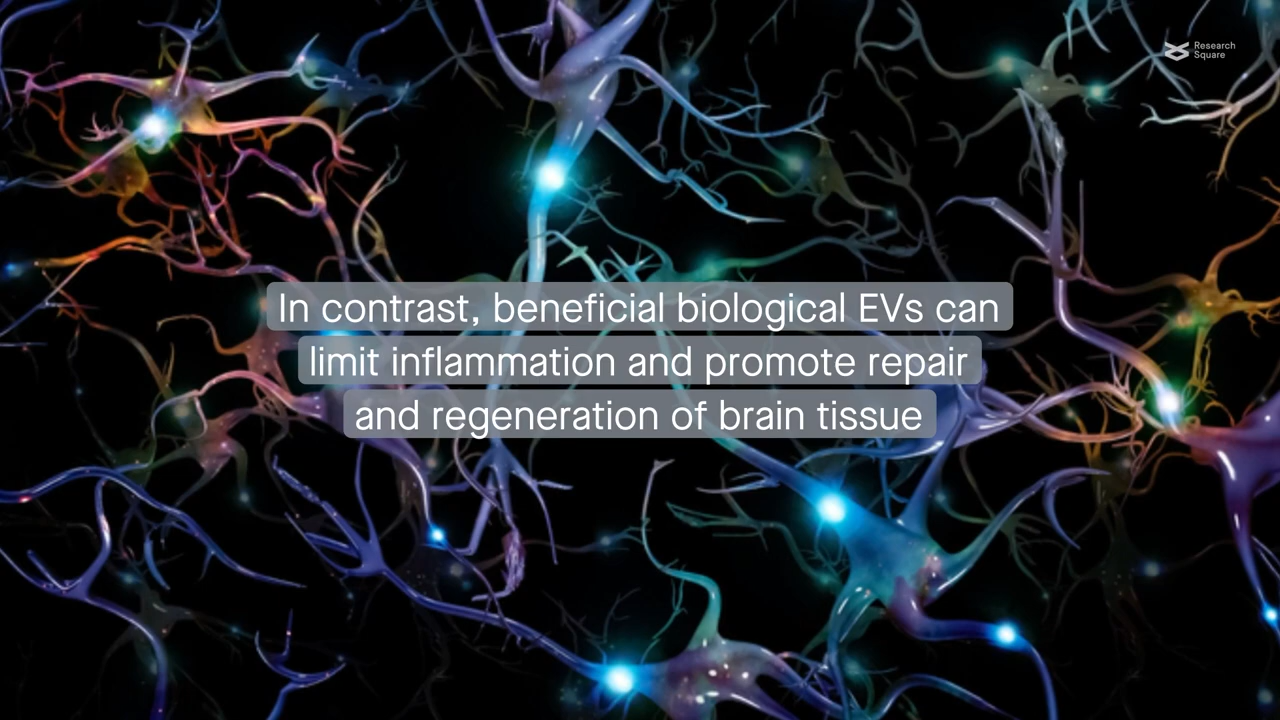 Research
Square
In contrast, beneficial biological EVs can
limit inflammation and promote repair
and regeneration of brain tissue